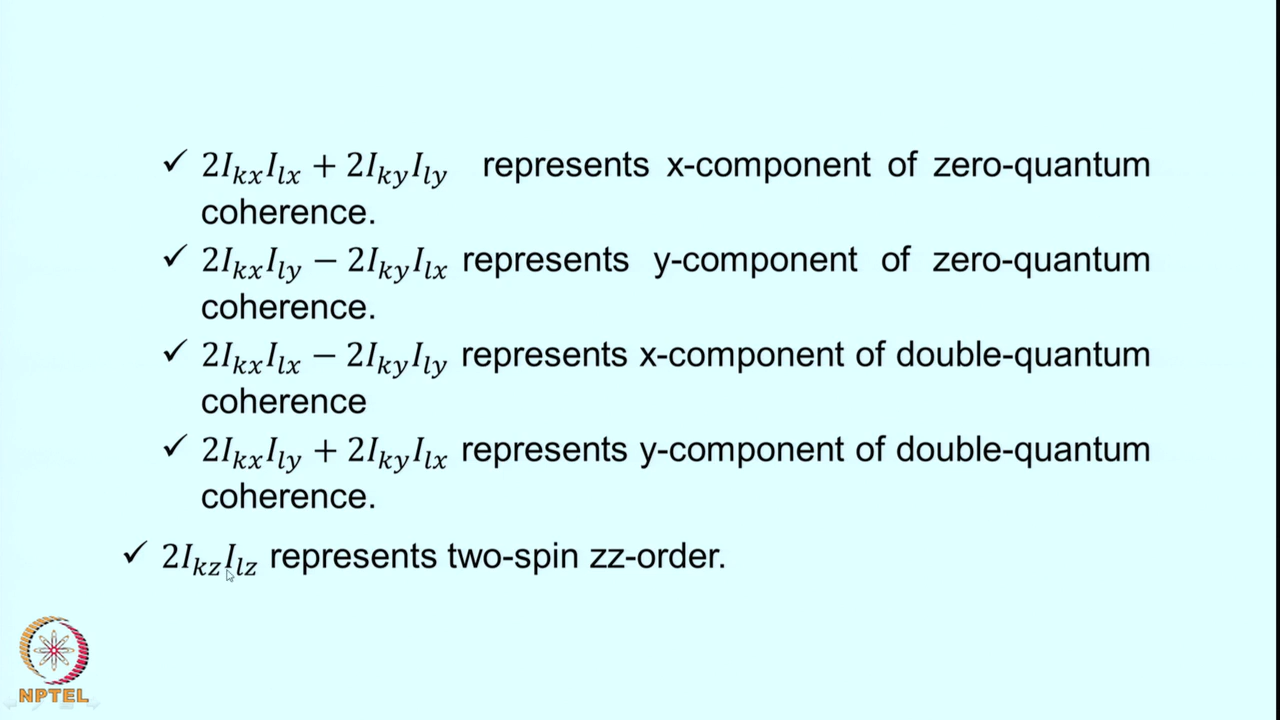 ✓ 2I_{kx}I_{lx} + 2I_{ky}I_{ly} represents x-component of zero-quantum
coherence.
✓ 2I_{kx}I_{ly} − 2I_{ky}I_{lx} represents y-component of zero-quantum
coherence.
✓ 2I_{kx}I_{lx} − 2I_{ky}I_{ly} represents x-component of double-quantum
coherence
✓ 2I_{kx}I_{ly} + 2I_{ky}I_{lx} represents y-component of double-quantum
coherence.
✓ 2I_{kz}I_{lz} represents two-spin zz-order.
NPTEL